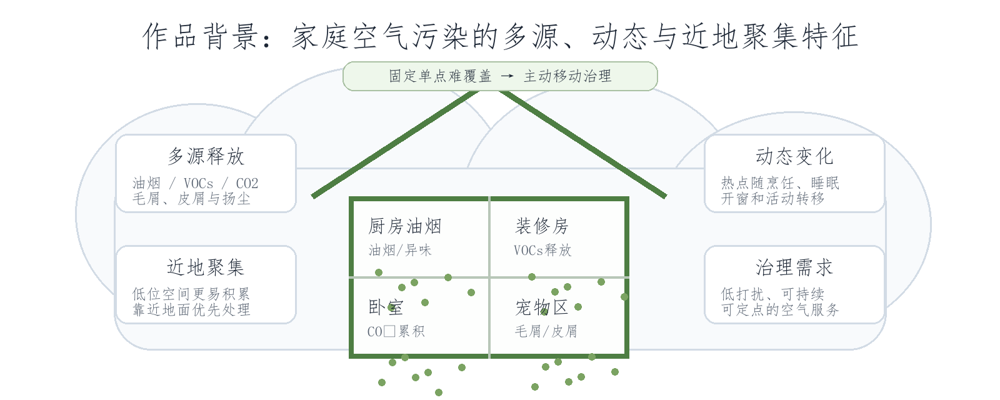 作品背景：家庭空气污染的多源、动态与近地聚集特征
固定单点难覆盖 → 主动移动治理
多源释放
油烟 / VOCs / CO2
毛屑、皮屑与扬尘
动态变化
热点随烹饪、睡眠
开窗和活动转移
厨房油烟
油烟/异味
装修房
VOCs释放
近地聚集
低位空间更易积累
靠近地面优先处理
卧室
CO□累积
宠物区
毛屑/皮屑
治理需求
低打扰、可持续
可定点的空气服务